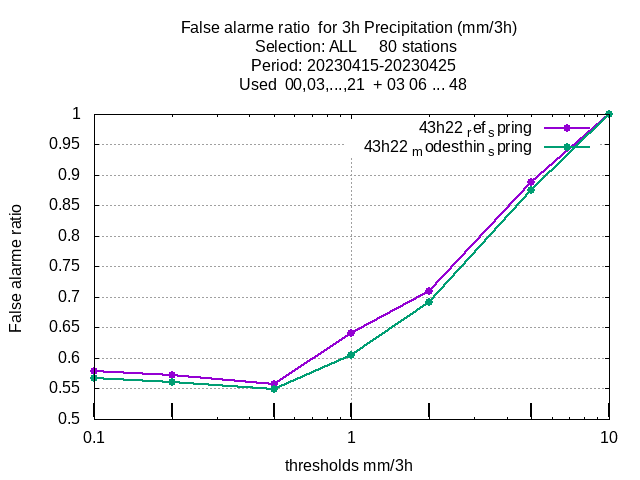 False alarme ratio  for 3h Precipitation (mm/3h)
Selection: ALL     80 stations
Period: 20230415-20230425
Used  00,03,...,21  + 03 06 ... 48
43h22 ref spring
43h22 modesthin spring
1
0.95
0.9
0.85
0.8
0.75
0.7
0.65
0.6
0.55
0.5
False alarme ratio
0.1
1
10
thresholds mm/3h